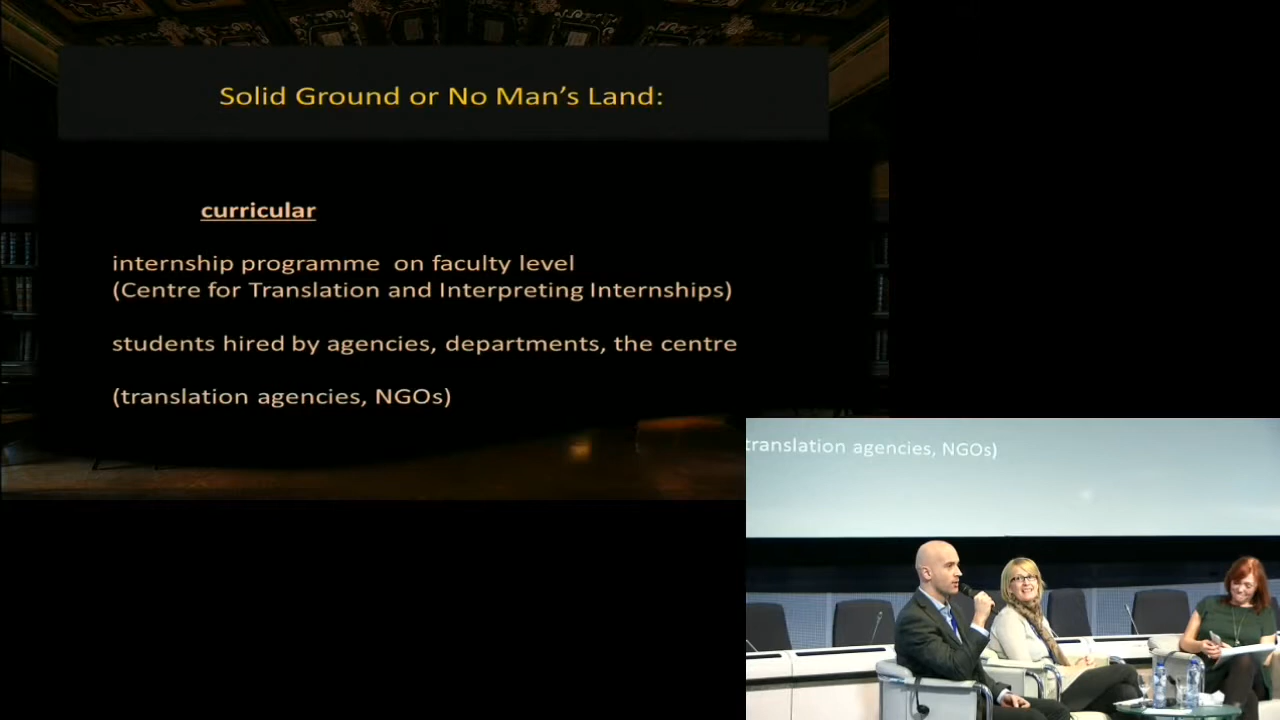 Solid Ground or No Man's Land:
curricular
internship programme on faculty level
(Centre for Translation and Interpreting Internships)
students hired by agencies, departments, the centre
(translation agencies, NGOs)
translation agencies, NGOs)